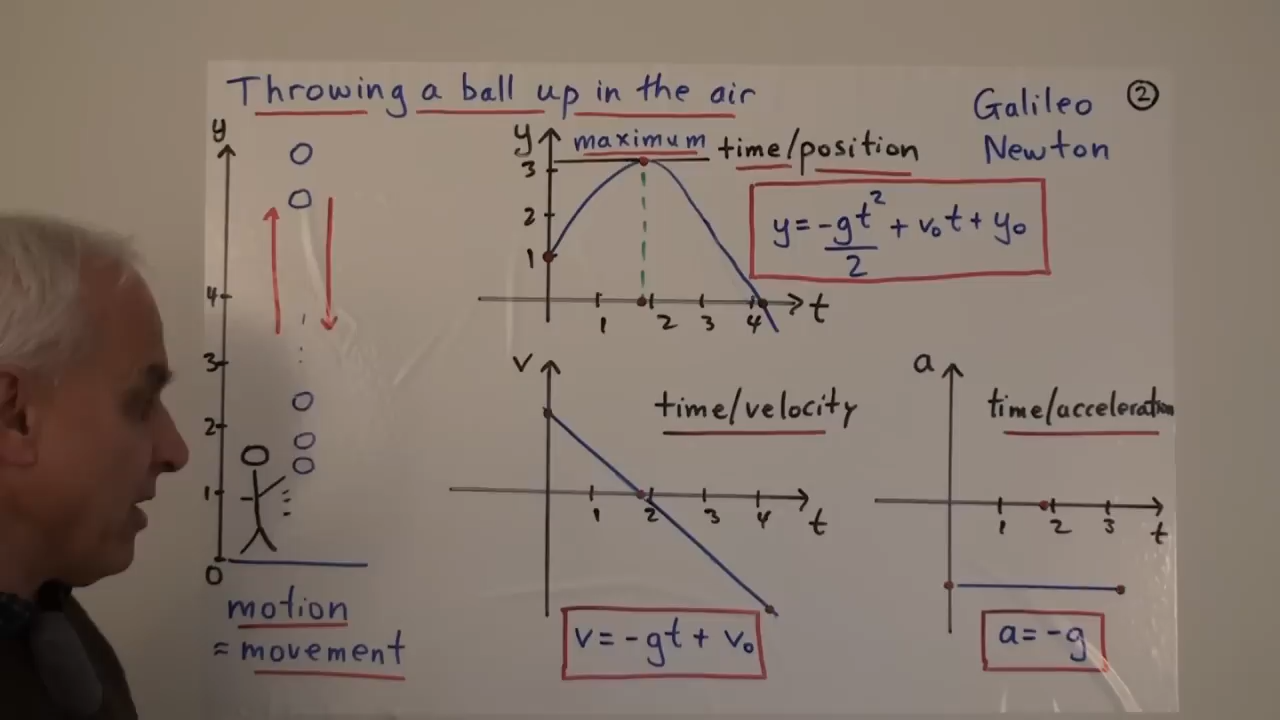 Throwing a ball up in the air
Galileo
Newton
2
y
4
3
2
1
0
motion
= movement
y
maximum
time/position
3
2
1
1 2 3 4 t
y = -gt²/2 + v₀t + y₀
v
time/velocity
1 2 3 4 t
v = -gt + v₀
a
time/acceleration
1 2 3 t
a = -g